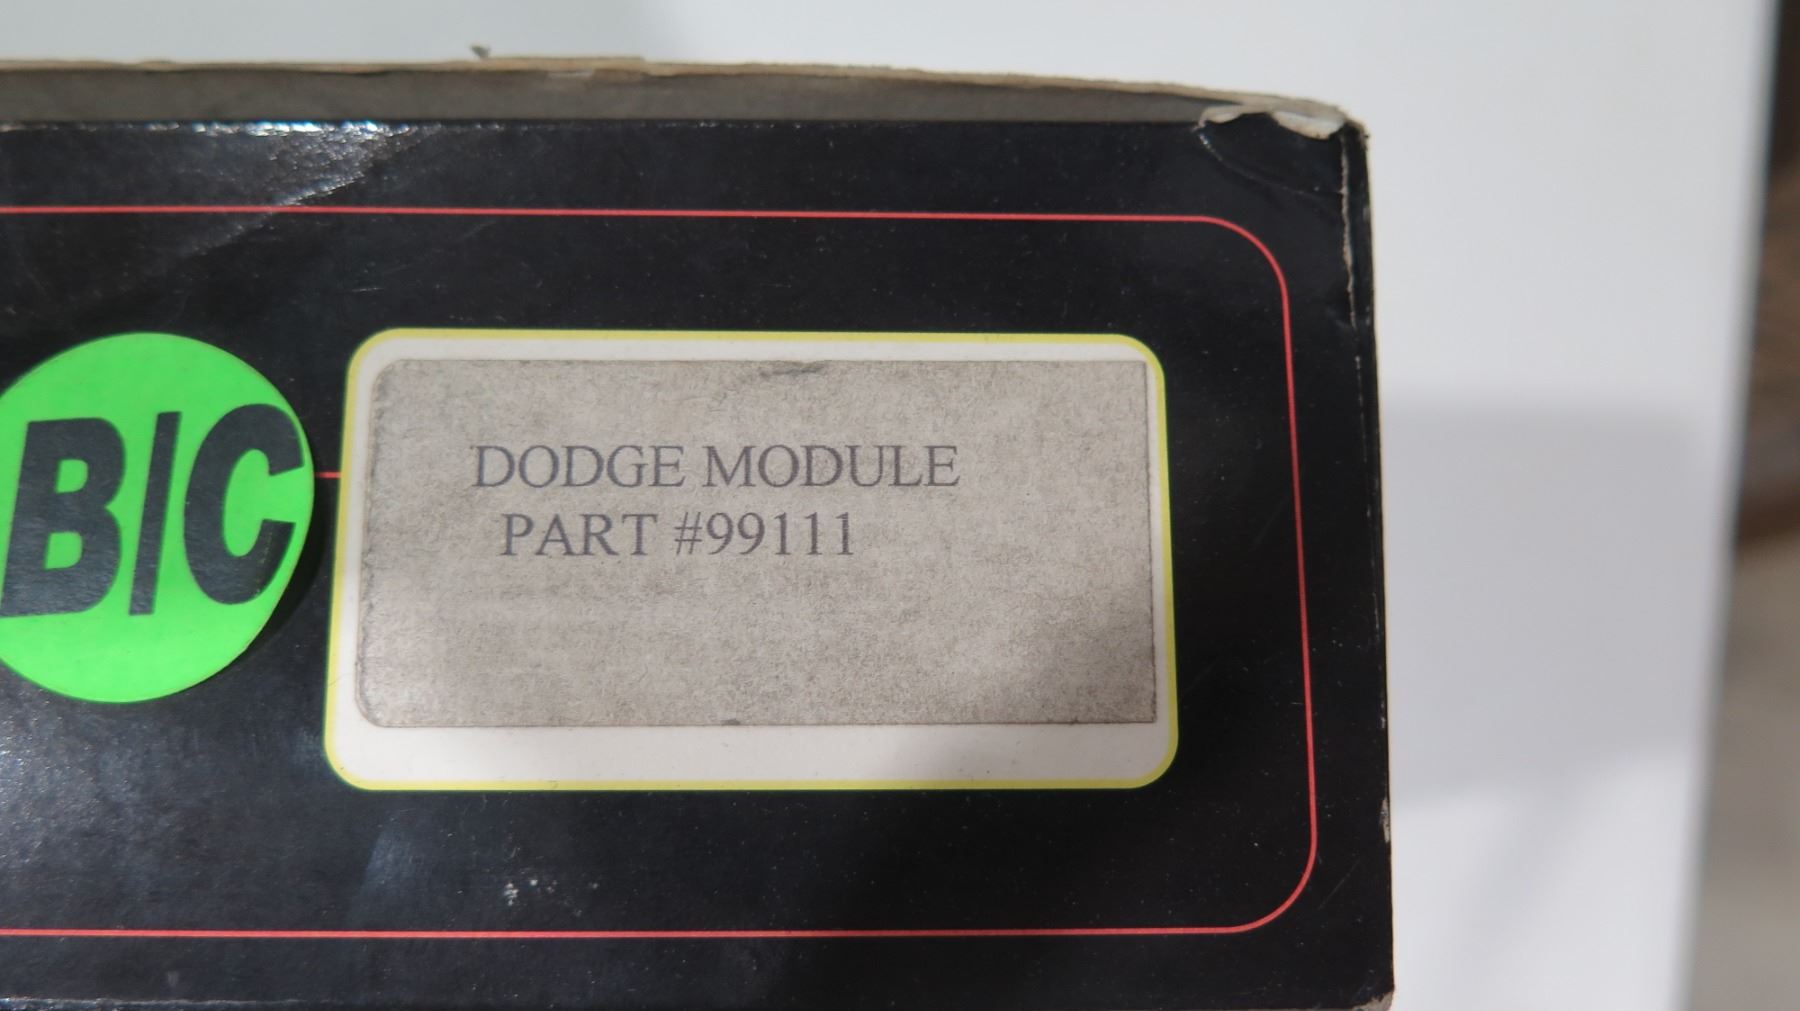 B/C
DODGE MODULE
PART #99111